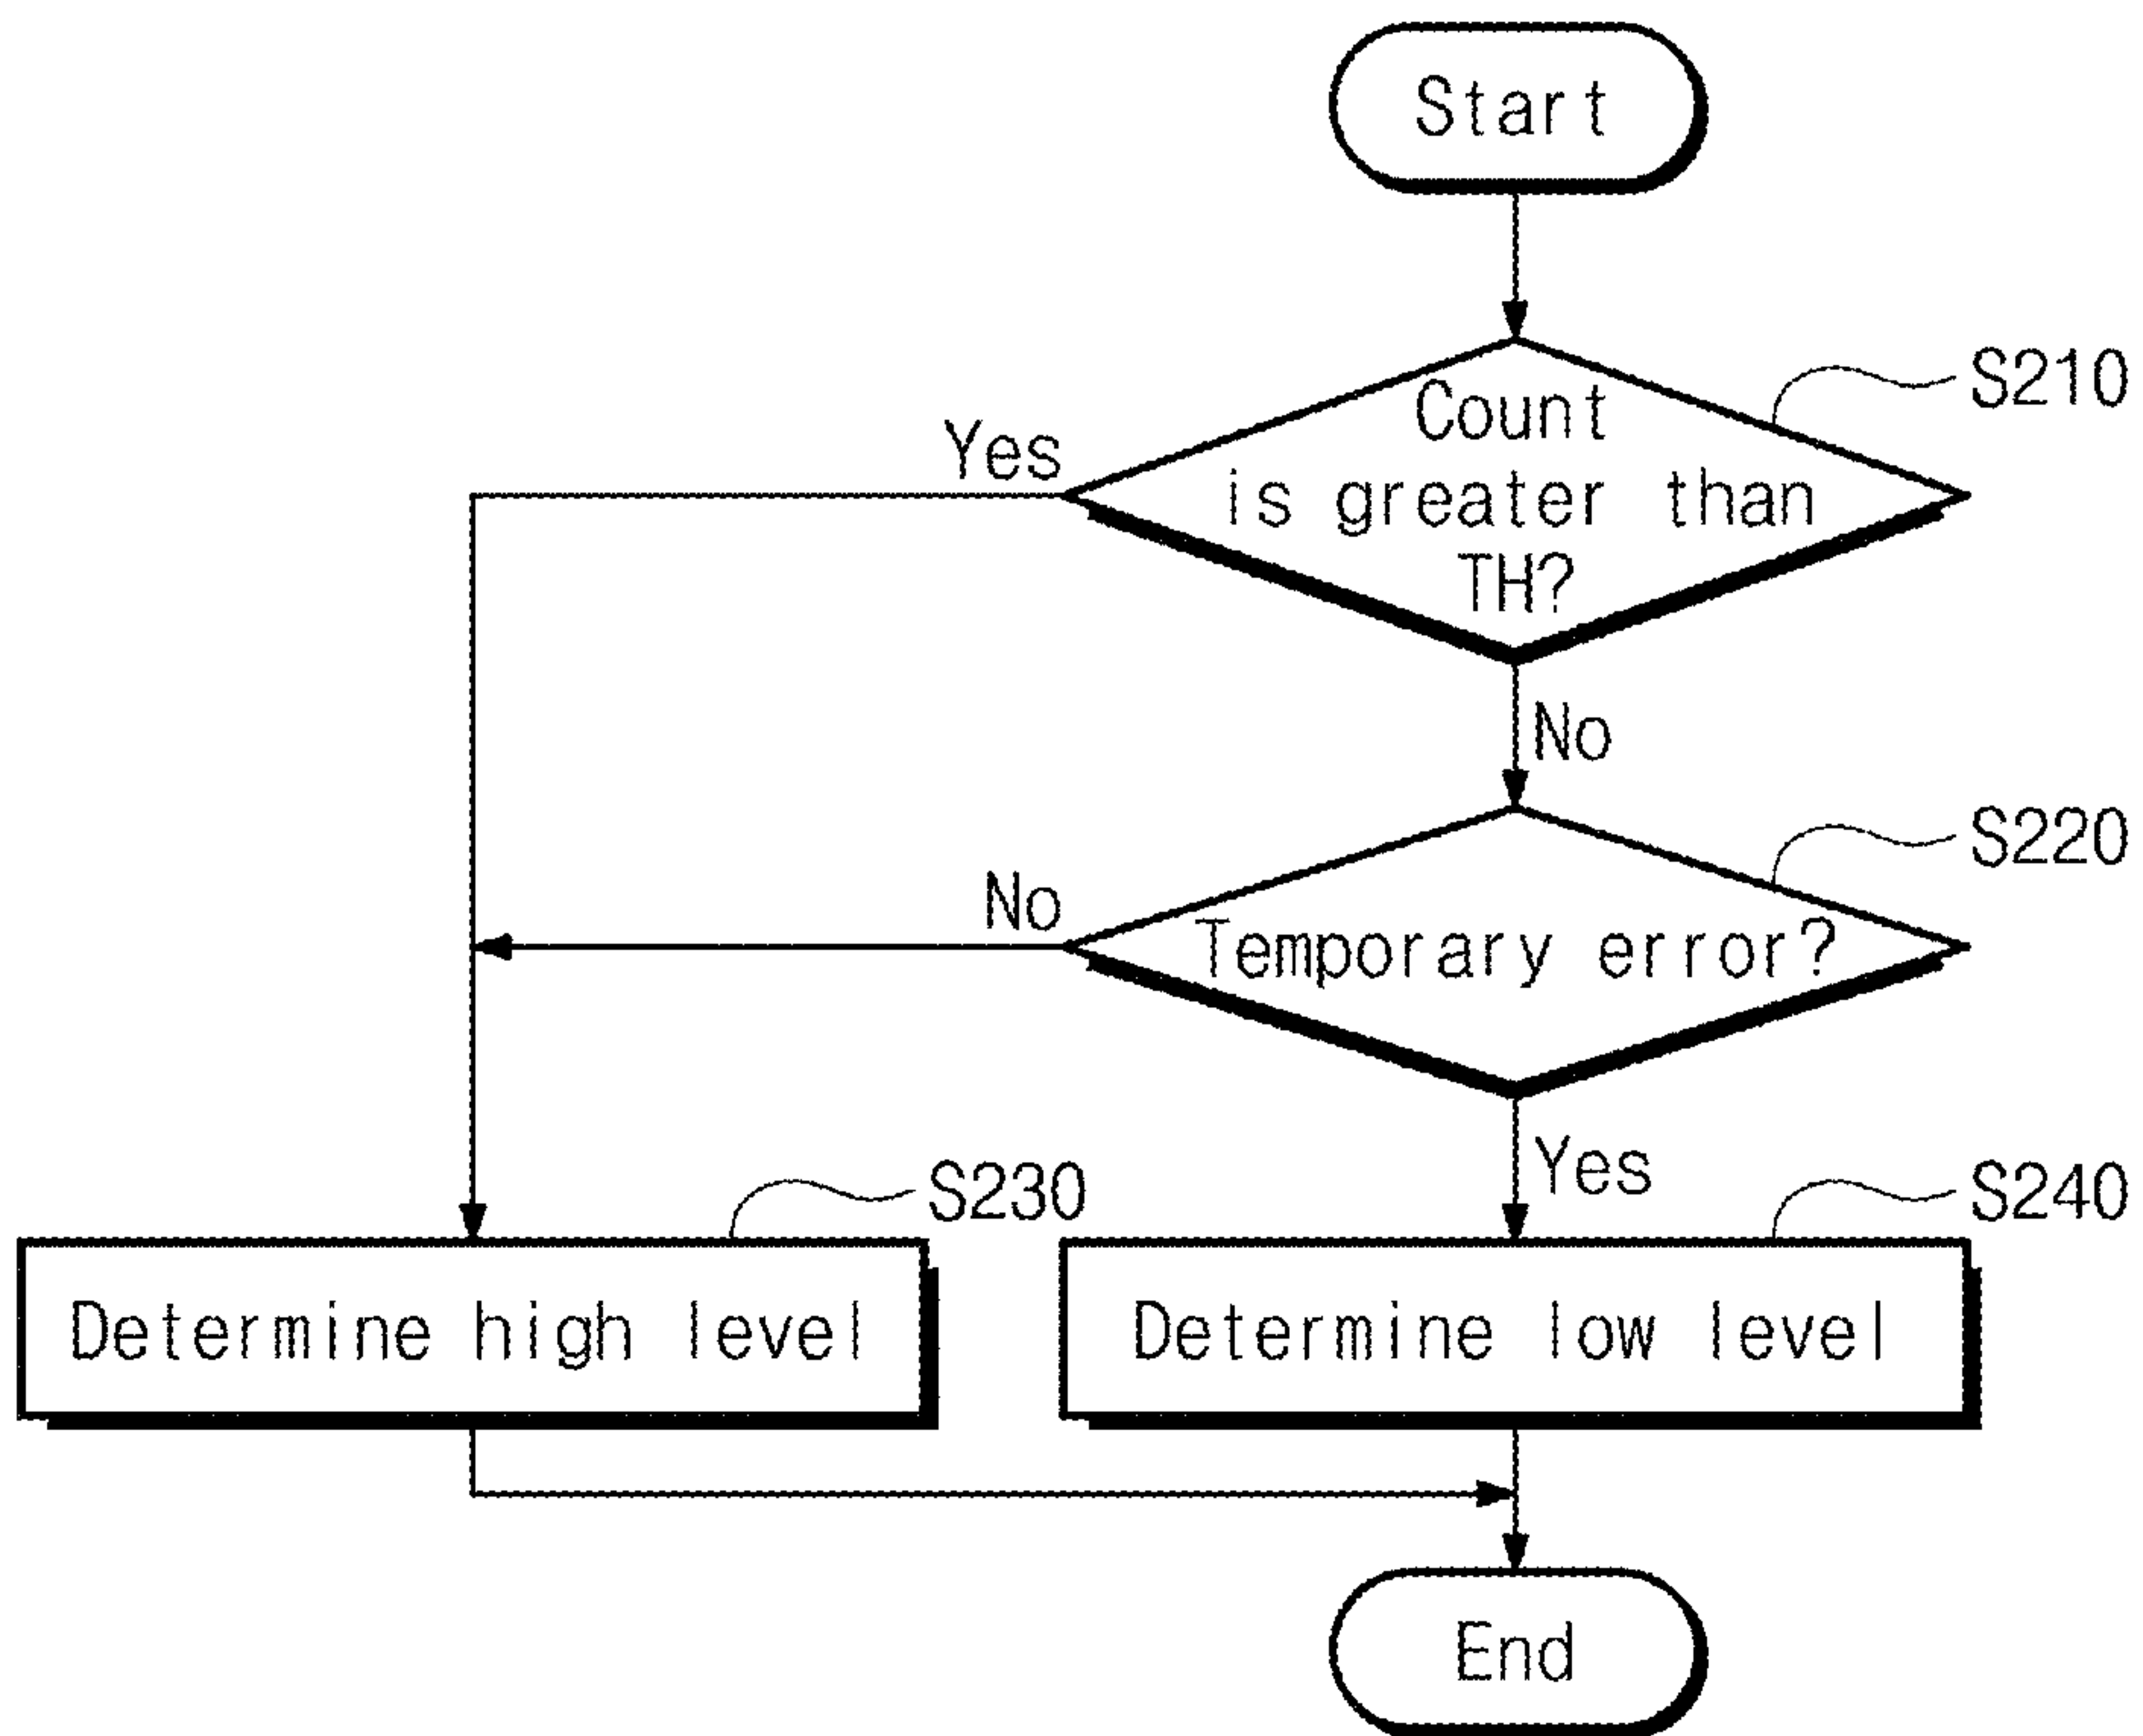 Start
S210
Count
is greater than
TH?
Yes
No
S220
Temporary error?
No
Yes
S230
S240
Determine high level
Determine low level
End